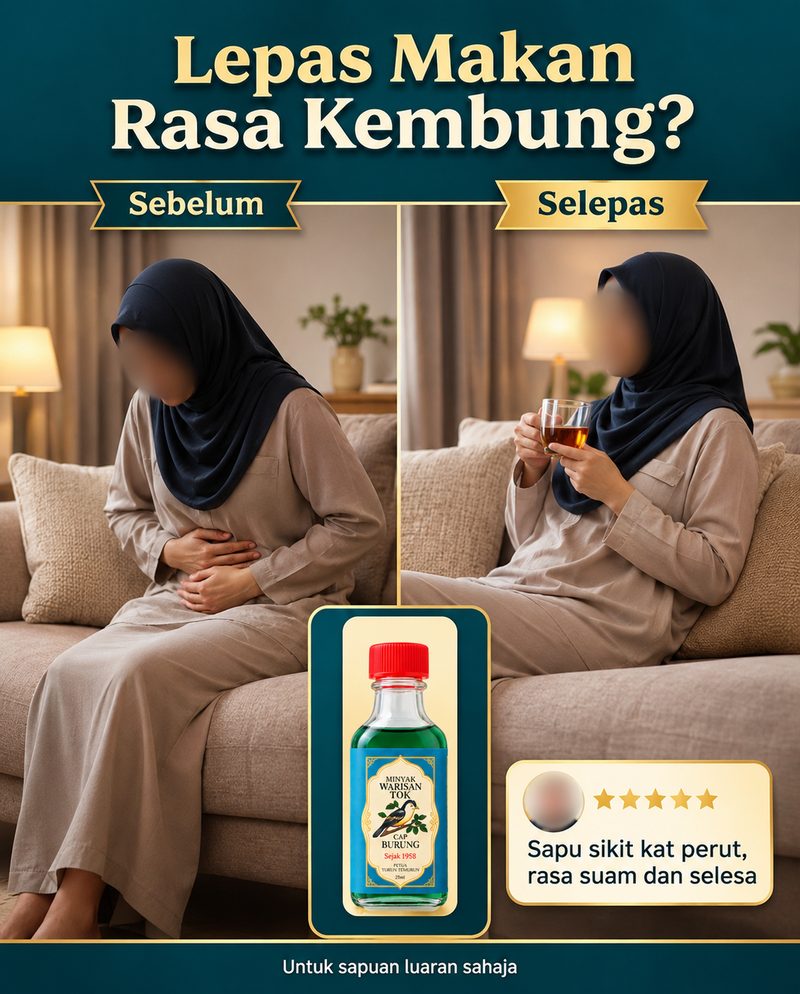 Lepas Makan
Rasa Kembung?
Sebelum
Selepas
MINYAK
WARISAN
TOK
CAP
BURUNG
Sejak 1958
PETUA
TURUN TEMURUN
25ml
Sapu sikit kat perut,
rasa suam dan selesa
Untuk sapuan luaran sahaja